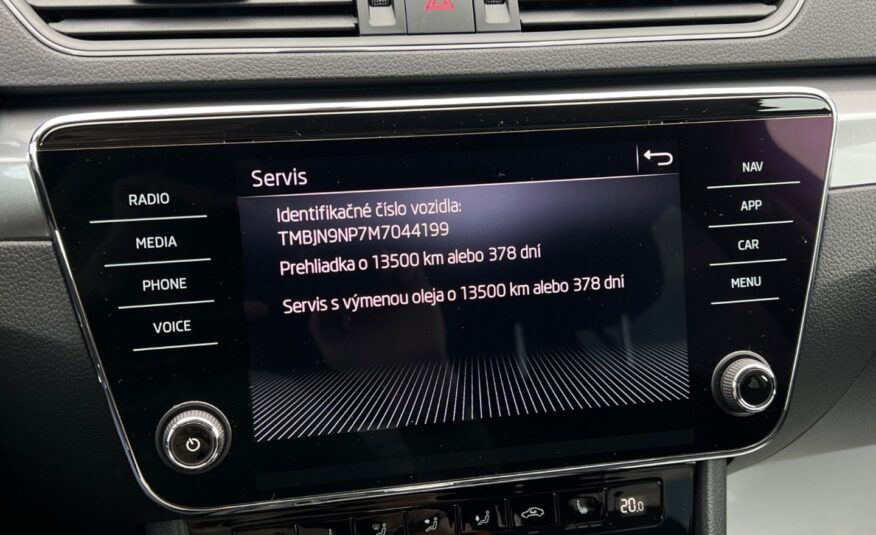 Servis
Identifikačné číslo vozidla:
TMBJN9NP7M7044199
Prehliadka o 13500 km alebo 378 dní
Servis s výmenou oleja o 13500 km alebo 378 dní
RADIO
MEDIA
PHONE
VOICE
NAV
APP
CAR
MENU
20.0